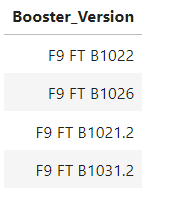 Booster_Version
F9 FT B1022
F9 FT B1026
F9 FT B1021.2
F9 FT B1031.2